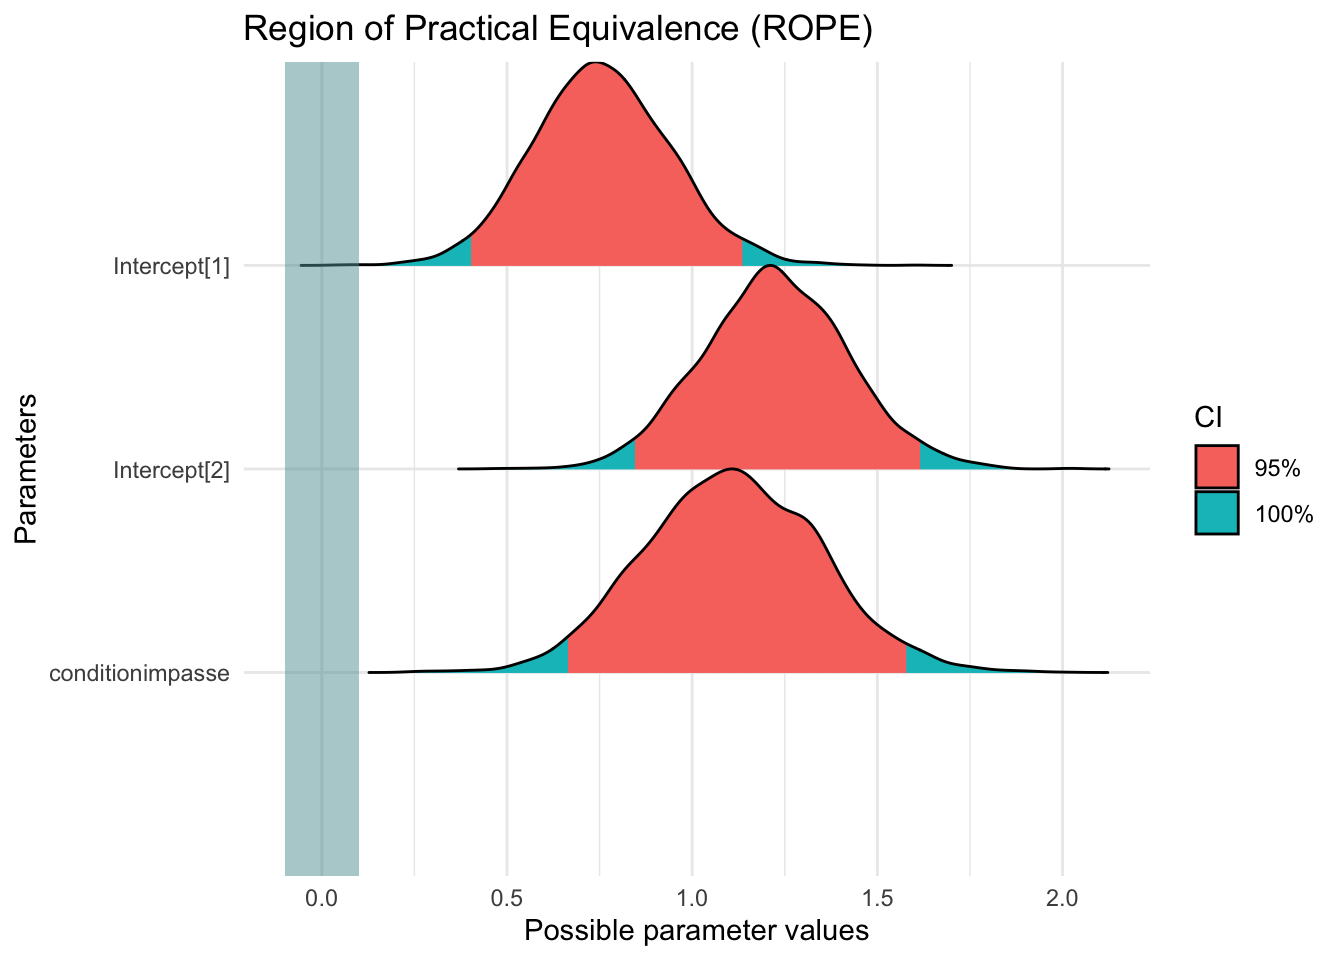 Region of Practical Equivalence (ROPE)
Parameters
Intercept[1]
Intercept[2]
conditionimpasse
0.0 0.5 1.0 1.5 2.0
Possible parameter values
CI
95%
100%